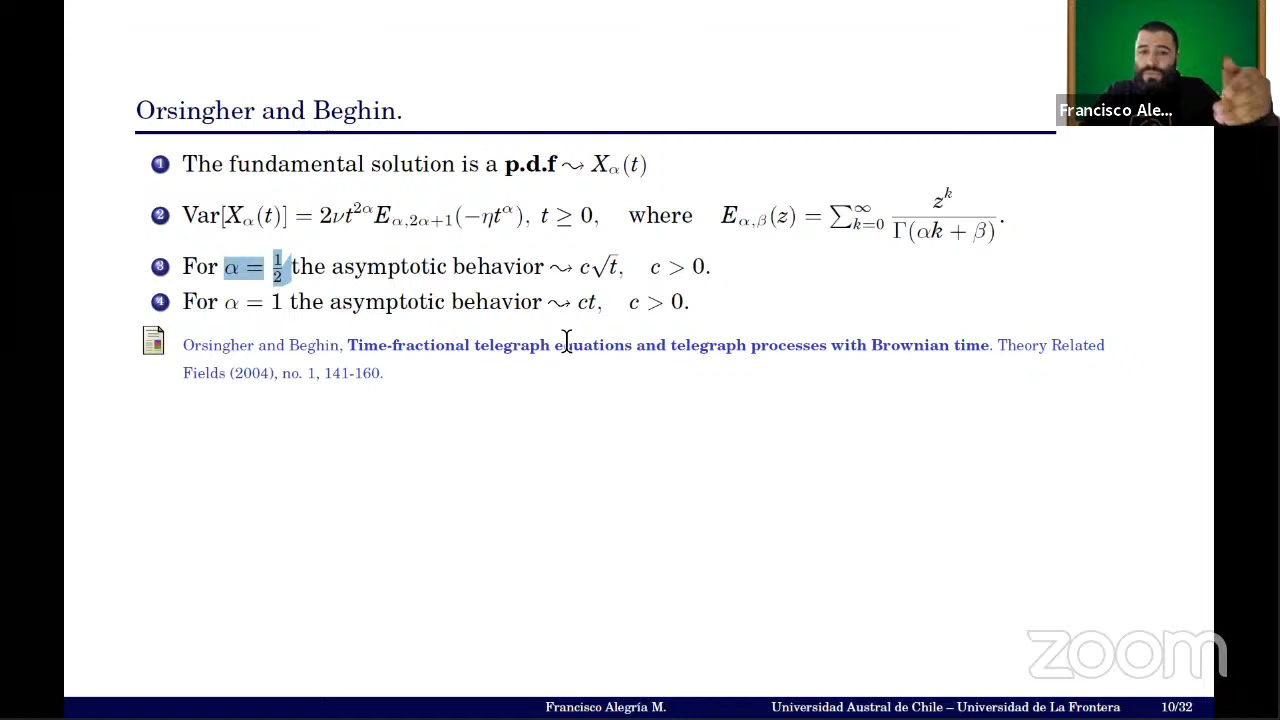 Francisco Ale...
Orsingher and Beghin.
1 The fundamental solution is a p.d.f ⤳ Xα(t)
2 Var[Xα(t)] = 2νt^{2α}E_{α,2α+1}(−ηt^α), t ≥ 0, where E_{α,β}(z) = ∑_{k=0}^{∞} z^k / Γ(αk + β).
3 For α = 1/2 the asymptotic behavior ⤳ c√t, c > 0.
4 For α = 1 the asymptotic behavior ⤳ ct, c > 0.
Orsingher and Beghin, Time-fractional telegraph equations and telegraph processes with Brownian time. Theory Related
Fields (2004), no. 1, 141-160.
zoom
Francisco Alegría M. Universidad Austral de Chile – Universidad de La Frontera 10/32